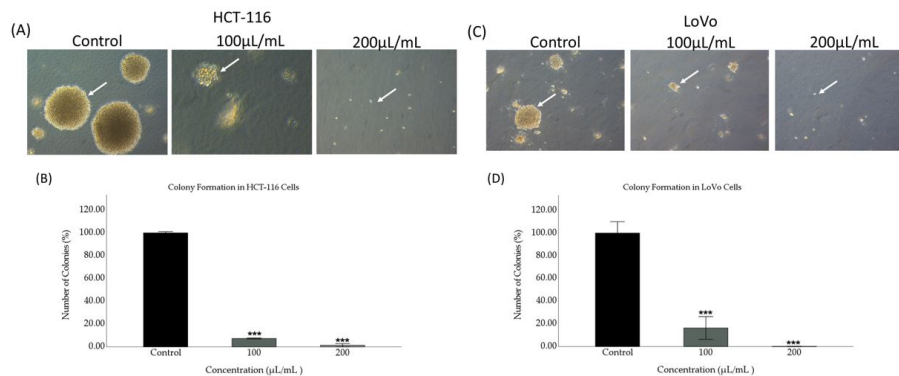 HCT-116
(A)
Control 100µL/mL 200µL/mL
(B)
Colony Formation in HCT-116 Cells
Number of Colonies (%)
120.00
100.00
80.00
60.00
40.00
20.00
0.00
***
***
Control 100 200
Concentration (µL/mL)
LoVo
(C)
Control 100µL/mL 200µL/mL
(D)
Colony Formation in LoVo Cells
Number of Colonies (%)
120.00
100.00
80.00
60.00
40.00
20.00
0.00
***
***
Control 100 200
Concentration (µL/mL)